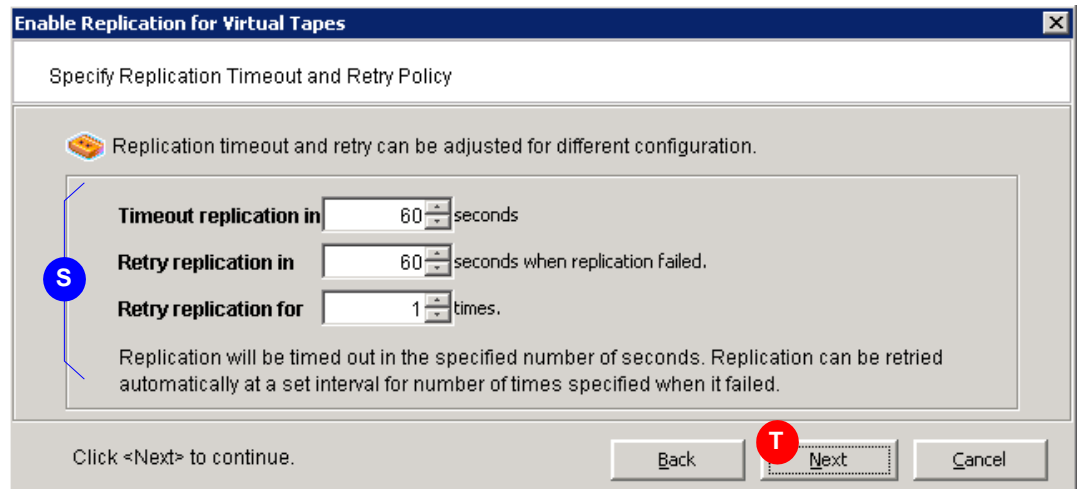 Enable Replication for Virtual Tapes
Specify Replication Timeout and Retry Policy
Replication timeout and retry can be adjusted for different configuration.
Timeout replication in 60 seconds
S
Retry replication in 60 seconds when replication failed.
Retry replication for 1 times.
Replication will be timed out in the specified number of seconds. Replication can be retried
automatically at a set interval for number of times specified when it failed.
T
Click <Next> to continue. Back Next Cancel